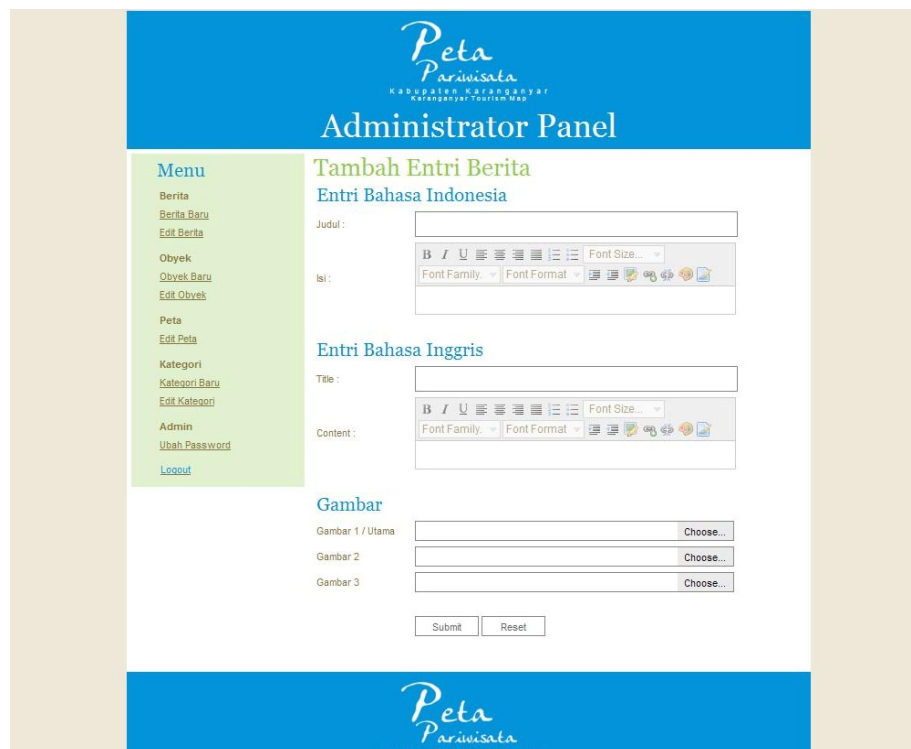 Peta
Pariwisata
Kabupaten Karanganyar
Karanganyar Tourism Map
Administrator Panel
Menu
Berita
Berita Baru
Edit Berita
Obyek
Obyek Baru
Edit Obyek
Peta
Edit Peta
Kategori
Kategori Baru
Edit Kategori
Admin
Ubah Password
Logout
Tambah Entri Berita
Entri Bahasa Indonesia
Judul :
B I U Font Size...
Isi : Font Family. Font Format
Entri Bahasa Inggris
Title :
B I U Font Size...
Content : Font Family. Font Format
Gambar
Gambar 1 / Utama Choose...
Gambar 2 Choose...
Gambar 3 Choose...
Submit Reset
Peta
Pariwisata